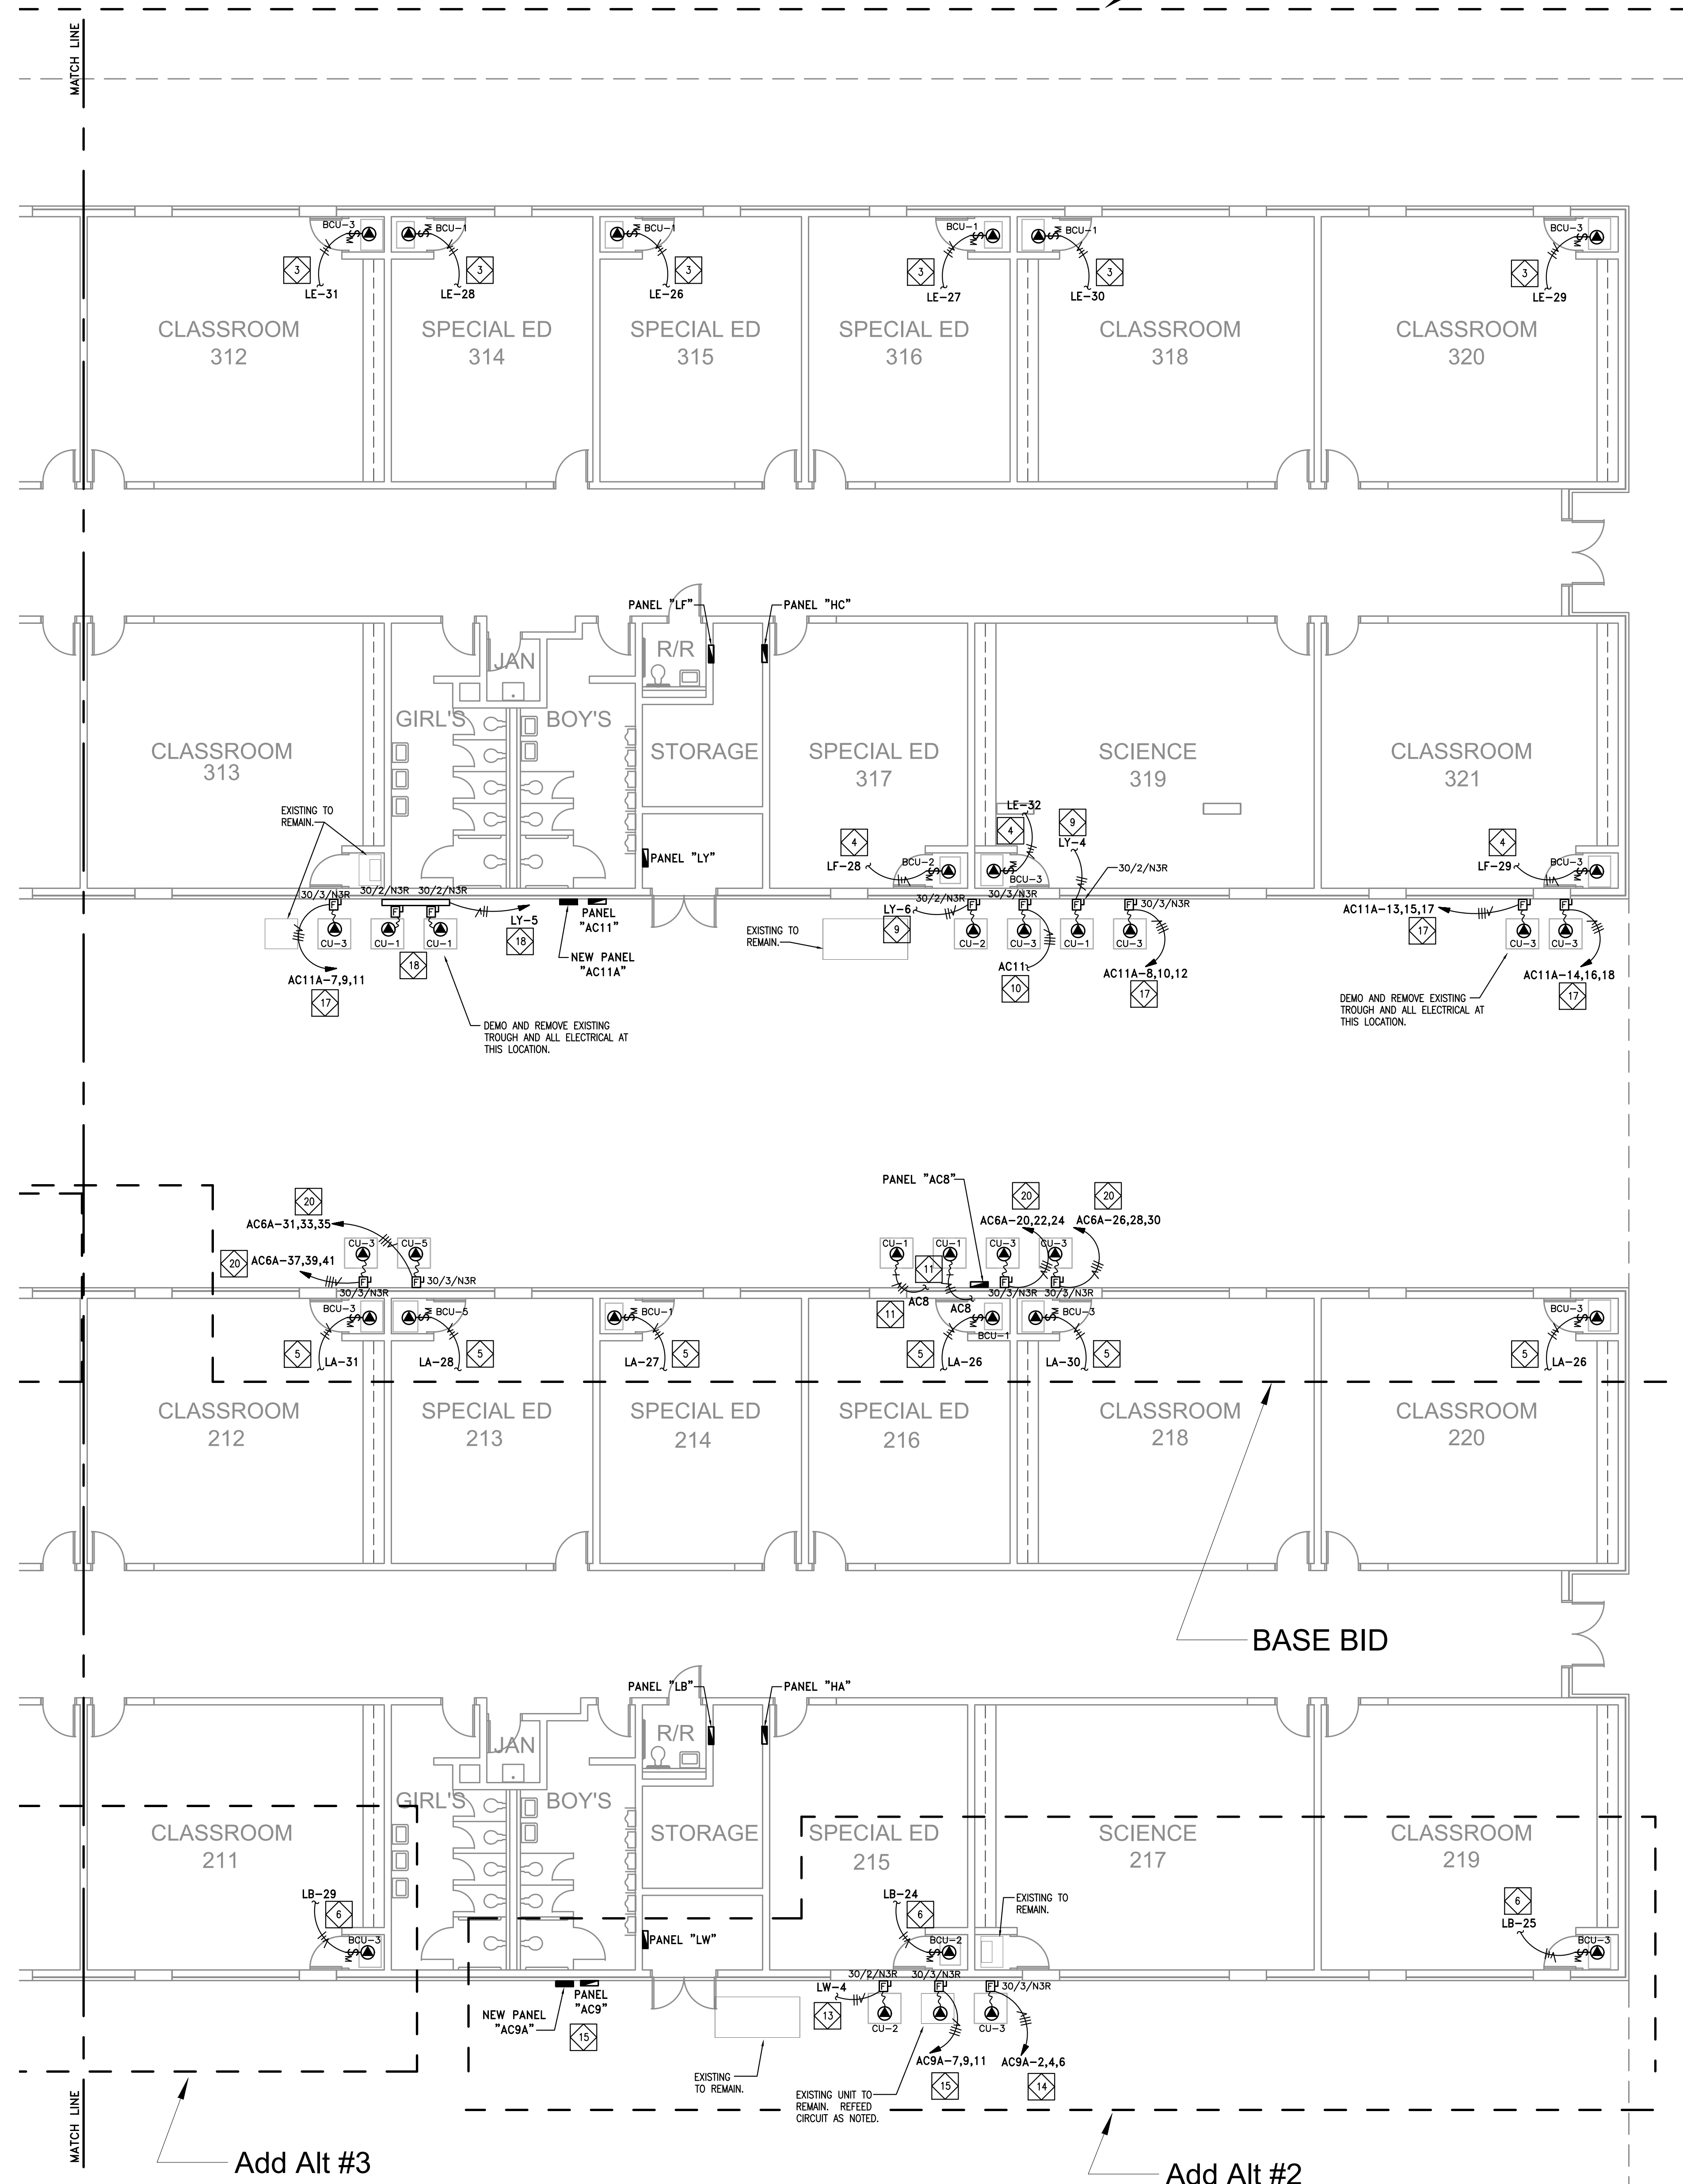 MATCH LINE
BCU-3
BCU-1
BCU-1
BCU-1
BCU-1
BCU-3
3
3
3
3
3
3
LE-31
LE-28
LE-26
LE-27
LE-30
LE-29
CLASSROOM
312
SPECIAL ED
314
SPECIAL ED
315
SPECIAL ED
316
CLASSROOM
318
CLASSROOM
320
PANEL "LF"
PANEL "HC"
JAN
R/R
GIRL'S
BOY'S
STORAGE
CLASSROOM
313
SPECIAL ED
317
SCIENCE
319
CLASSROOM
321
EXISTING TO
REMAIN.
LE-32
4
9
LY-4
4
LF-28
BCU-2
BCU-3
4
LF-29
BCU-3
PANEL "LY"
30/2/N3R
30/3/N3R
30/2/N3R
30/2/N3R
30/2/N3R
30/3/N3R
30/3/N3R
LY-5
18
PANEL
"AC11"
NEW PANEL
"AC11A"
LY-6
9
EXISTING TO
REMAIN.
CU-3
CU-1
CU-1
18
CU-2
CU-3
CU-1
CU-3
CU-3
CU-3
AC11A-7,9,11
17
AC11
10
AC11A-8,10,12
17
AC11A-13,15,17
17
AC11A-14,16,18
17
DEMO AND REMOVE EXISTING
TROUGH AND ALL ELECTRICAL AT
THIS LOCATION.
DEMO AND REMOVE EXISTING
TROUGH AND ALL ELECTRICAL AT
THIS LOCATION.
PANEL "AC8"
20
AC6A-31,33,35
20
AC6A-37,39,41
20
AC6A-20,22,24
20
AC6A-26,28,30
CU-3
CU-5
CU-1
CU-1
CU-3
CU-3
30/3/N3R
30/3/N3R
30/3/N3R
30/3/N3R
11
11
AC8
AC8
BCU-3
BCU-5
BCU-1
BCU-1
BCU-3
BCU-3
5
5
5
5
5
5
LA-31
LA-28
LA-27
LA-26
LA-30
LA-26
CLASSROOM
212
SPECIAL ED
213
SPECIAL ED
214
SPECIAL ED
216
CLASSROOM
218
CLASSROOM
220
BASE BID
PANEL "LB"
PANEL "HA"
JAN
R/R
GIRL'S
BOY'S
STORAGE
CLASSROOM
211
SPECIAL ED
215
SCIENCE
217
CLASSROOM
219
LB-29
6
BCU-3
LB-24
6
BCU-2
EXISTING TO
REMAIN.
6
LB-25
BCU-3
PANEL "LW"
30/2/N3R
30/3/N3R
30/3/N3R
LW-4
13
PANEL
"AC9"
NEW PANEL
"AC9A"
15
CU-2
CU-3
AC9A-7,9,11
15
AC9A-2,4,6
14
EXISTING
TO REMAIN.
EXISTING UNIT TO
REMAIN. REFEED
CIRCUIT AS NOTED.
MATCH LINE
Add Alt #3
Add Alt #2